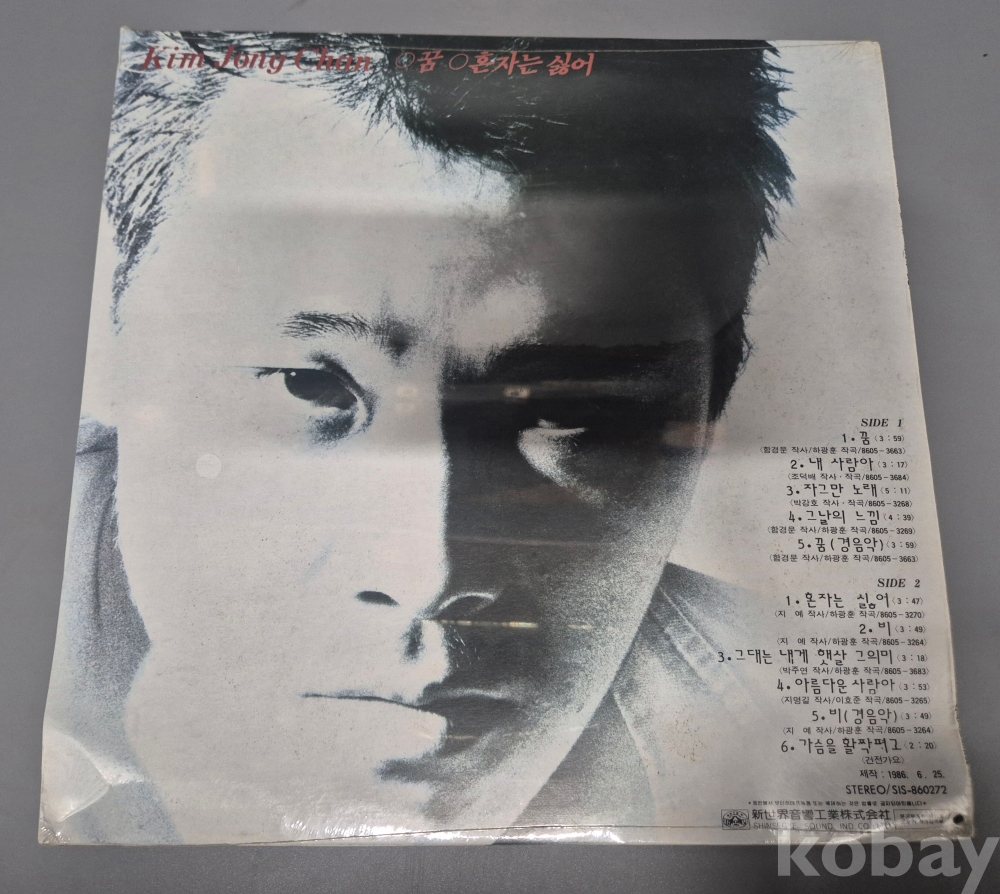 Kim Jong Chan ○꿈 ○혼자는 싫어
SIDE 1
1. 꿈 (3:59)
(함경문 작사/하광훈 작곡/8605-3663)
2. 내 사람아 (3:17)
(조덕배 작사·작곡/8605-3684)
3. 자그만 노래 (5:11)
(박강호 작사·작곡/8605-3268)
4. 그날의 느낌 (4:39)
(함경문 작사/하광훈 작곡/8605-3269)
5. 꿈(경음악) (3:59)
(함경문 작사/하광훈 작곡/8605-3663)
SIDE 2
1. 혼자는 싫어 (3:47)
(지 예 작사/하광훈 작곡/8605-3270)
2. 비 (3:49)
(지 예 작사/하광훈 작곡/8605-3264)
3. 그대는 내게 햇살 그의미 (3:18)
(박주연 작사/하광훈 작곡/8605-3683)
4. 아름다운 사람아 (3:53)
(지명길 작사/이호준 작곡/8605-3265)
5. 비(경음악) (3:49)
(지 예 작사/하광훈 작곡/8605-3264)
6. 가슴을 활짝펴고 (2:20)
(건전가요)
제작: 1986. 6. 25.
STEREO/SIS-860272
新世界音響工業株式会社
SOUND. IND CO.
kobay